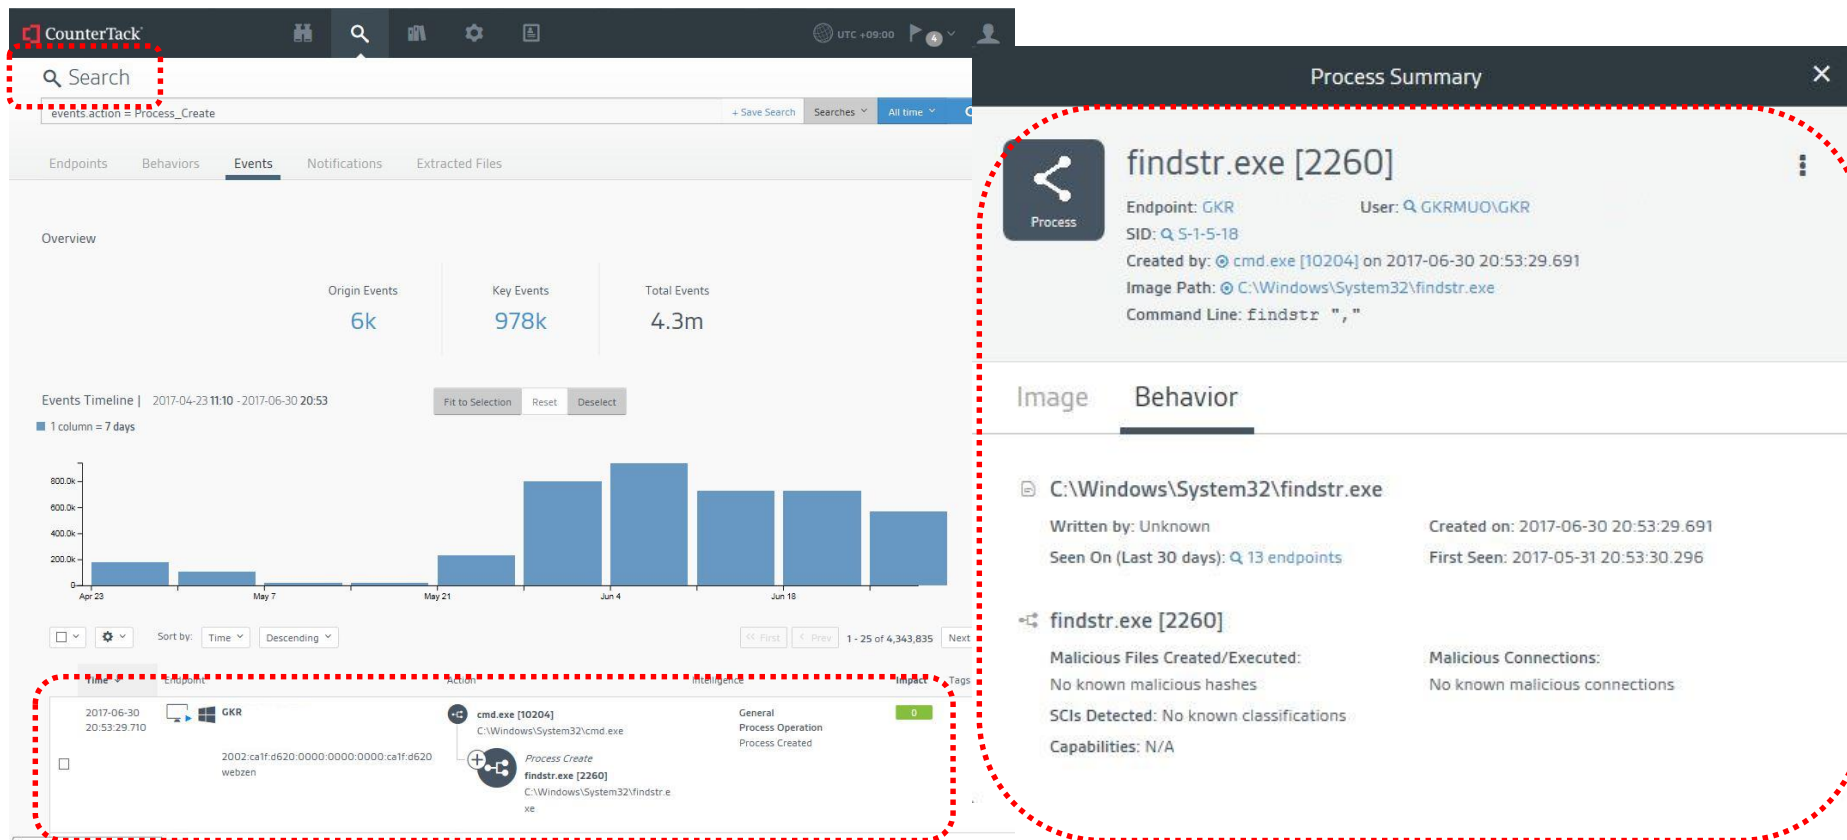 CounterTack
UTC +09:00
4
Search
events.action = Process_Create
+ Save Search
Searches
All time
Endpoints
Behaviors
Events
Notifications
Extracted Files
Overview
Origin Events
Key Events
Total Events
6k
978k
4.3m
Events Timeline | 2017-04-23 11:10 - 2017-06-30 20:53
Fit to Selection
Reset
Deselect
1 column = 7 days
800.0k
600.0k
400.0k
200.0k
0
Apr 23
May 7
May 21
Jun 4
Jun 18
Sort by:
Time
Descending
<< First
< Prev
1 - 25 of 4,343,835
Next
Time
Endpoint
Action
Intelligence
Impact
Tags
2017-06-30
20:53:29.710
GKR
2002:ca1f:d620:0000:0000:0000:ca1f:d620
webzen
cmd.exe [10204]
C:\Windows\System32\cmd.exe
Process Create
findstr.exe [2260]
C:\Windows\System32\findstr.e
xe
General
Process Operation
Process Created
0
Process Summary
Process
findstr.exe [2260]
Endpoint: GKR
User: GKRMUO\GKR
SID: S-1-5-18
Created by: cmd.exe [10204] on 2017-06-30 20:53:29.691
Image Path: C:\Windows\System32\findstr.exe
Command Line: findstr ","
Image
Behavior
C:\Windows\System32\findstr.exe
Written by: Unknown
Created on: 2017-06-30 20:53:29.691
Seen On (Last 30 days): 13 endpoints
First Seen: 2017-05-31 20:53:30.296
findstr.exe [2260]
Malicious Files Created/Executed:
Malicious Connections:
No known malicious hashes
No known malicious connections
SCIs Detected: No known classifications
Capabilities: N/A